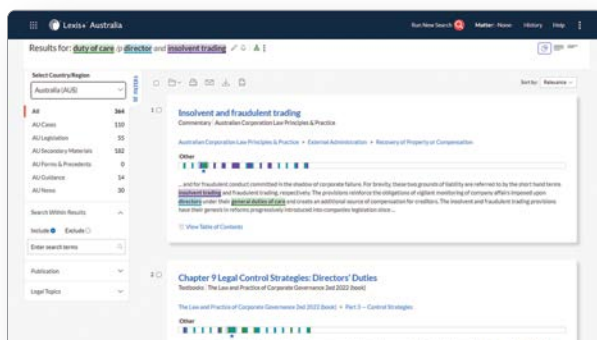 Lexis+ Australia
Run New Search
Matter: None
History
Help
Results for: duty of care /p director and insolvent trading
Select Country/Region
Australia (AUS)
FILTERS
Sort by: Relevance
All 364
AU Cases 110
AU Legislation 55
AU Secondary Materials 182
AU Forms & Precedents 0
AU Guidance 14
AU News 30
Search Within Results
Include Exclude
Enter search terms
Publication
Legal Topics
1
Insolvent and fraudulent trading
Commentary Australian Corporation Law Principles & Practice
Australian Corporation Law Principles & Practice > External Administration > Recovery of Property or Compensation
Other
... and for fraudulent conduct committed in the shadow of corporate failure. For brevity, these two grounds of liability are referred to by the short hand terms
insolvent trading and fraudulent trading, respectively. The provisions reinforce the obligations of vigilant monitoring of company affairs imposed upon
directors under their general duties of care and create an additional source of compensation for creditors. The insolvent and fraudulent trading provisions
have their genesis in reforms progressively introduced into companies legislation since ...
View Table of Contents
2
Chapter 9 Legal Control Strategies: Directors' Duties
Textbooks The Law and Practice of Corporate Governance 2nd 2022 (book)
The Law and Practice of Corporate Governance 2nd 2022 (book) > Part 3 — Control Strategies
Other